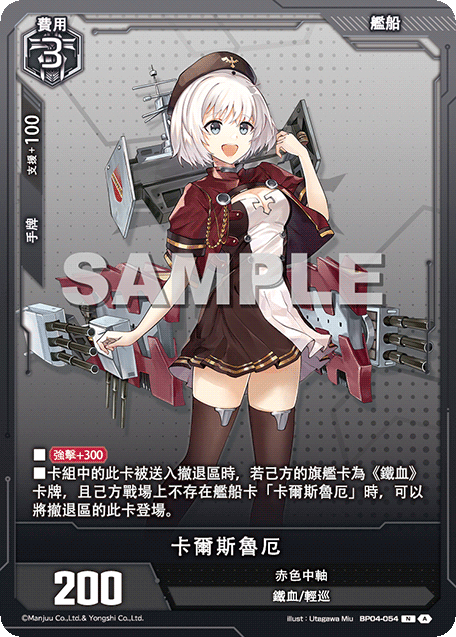 費用
艦船
3
支援+100
手牌
SAMPLE
■ 強擊+300
■卡組中的此卡被送入撤退區時，若己方的旗艦卡為《鐵血》
卡牌，且己方戰場上不存在艦船卡「卡爾斯魯厄」時，可以
將撤退區的此卡登場。
卡爾斯魯厄
200
赤色中軸
鐵血/輕巡
©Manjuu Co.,Ltd.& Yongshi Co.,Ltd.
illust：Utagawa Miu BP04-054 N A